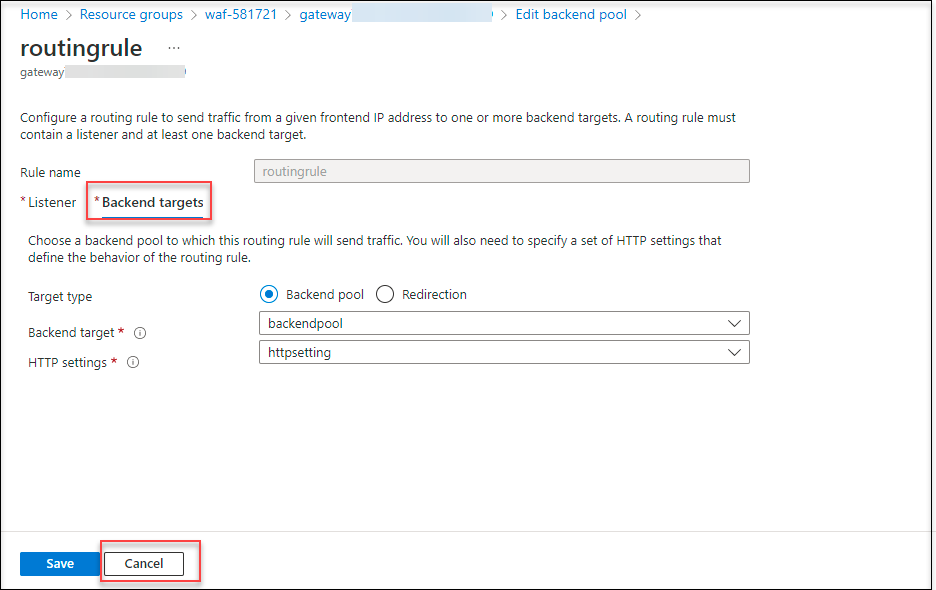 Home > Resource groups > waf-581721 > gateway > Edit backend pool >
routingrule ...
gateway
Configure a routing rule to send traffic from a given frontend IP address to one or more backend targets. A routing rule must
contain a listener and at least one backend target.
Rule name routingrule
* Listener * Backend targets
Choose a backend pool to which this routing rule will send traffic. You will also need to specify a set of HTTP settings that
define the behavior of the routing rule.
Target type Backend pool Redirection
Backend target * backendpool
HTTP settings * httpsetting
Save Cancel